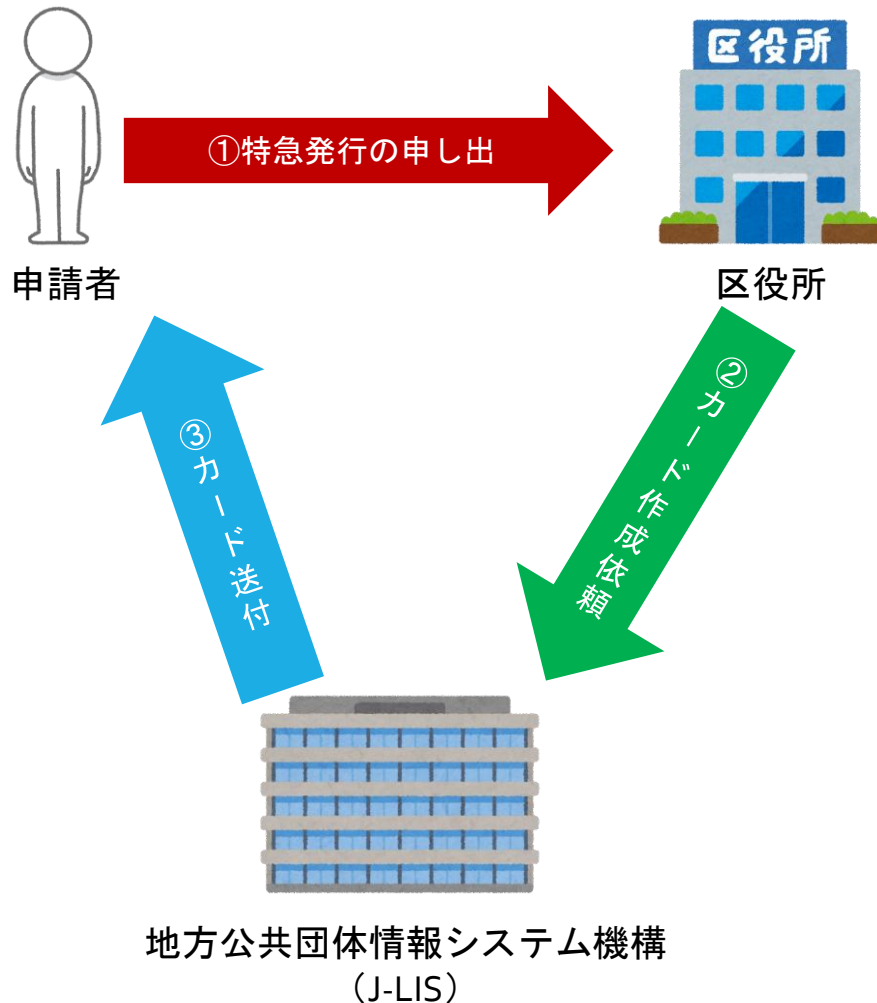 区役所
①特急発行の申し出
申請者
区役所
②カード作成依頼
③カード送付
地方公共団体情報システム機構
（J-LIS）